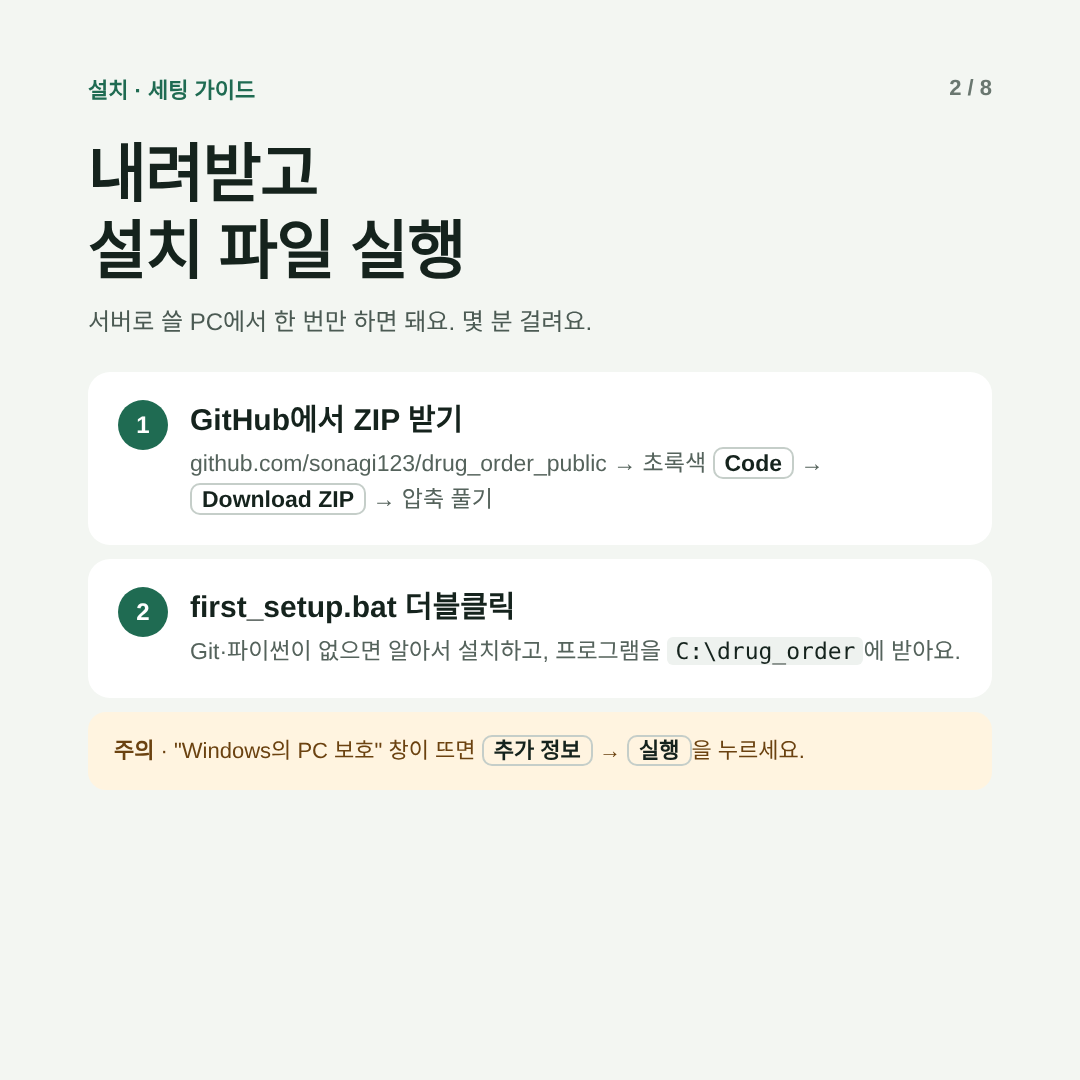 설치 · 세팅 가이드
2 / 8
내려받고
설치 파일 실행
서버로 쓸 PC에서 한 번만 하면 돼요. 몇 분 걸려요.
1
GitHub에서 ZIP 받기
github.com/sonagi123/drug_order_public → 초록색 Code →
Download ZIP → 압축 풀기
2
first_setup.bat 더블클릭
Git·파이썬이 없으면 알아서 설치하고, 프로그램을 C:\drug_order에 받아요.
주의 · "Windows의 PC 보호" 창이 뜨면 추가 정보 → 실행을 누르세요.